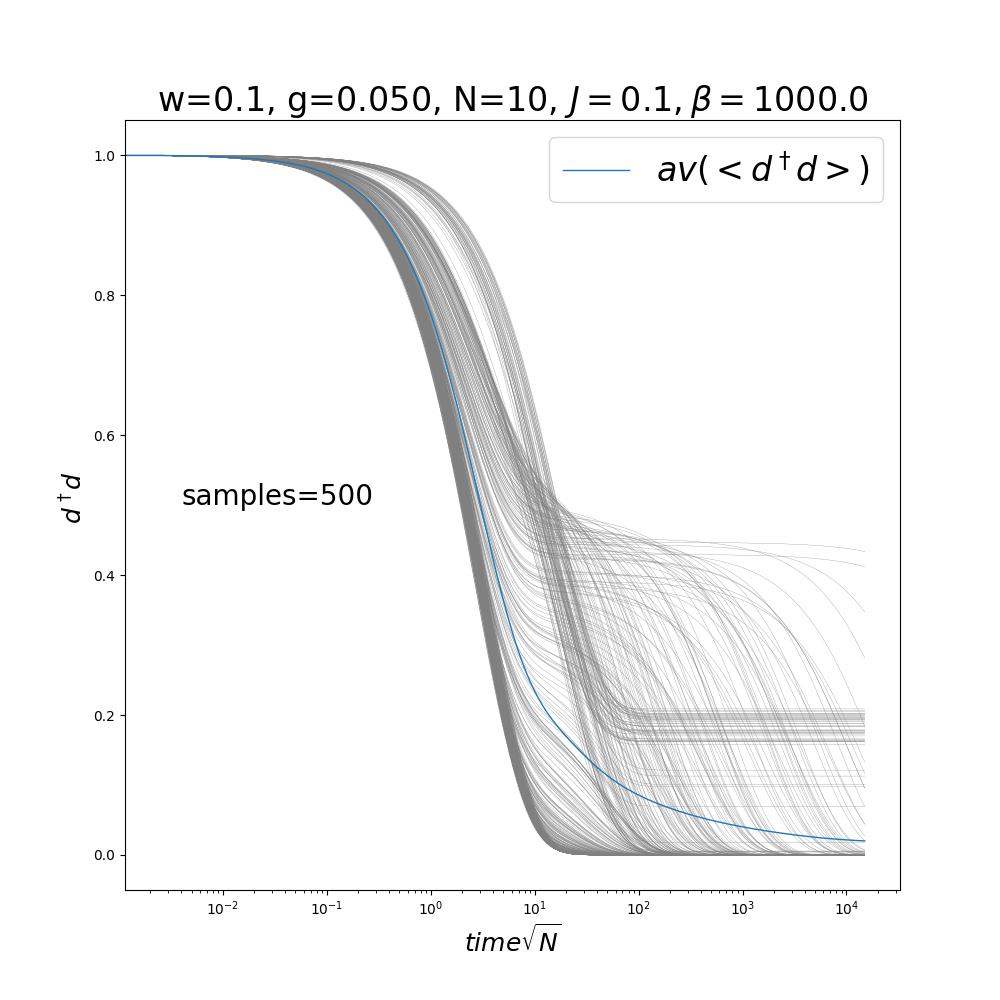 w=0.1, g=0.050, N=10, J = 0.1, β = 1000.0
av(< d†d >)
1.0
0.8
0.6
samples=500
d†d
0.4
0.2
0.0
10⁻² 10⁻¹ 10⁰ 10¹ 10² 10³ 10⁴
time√N